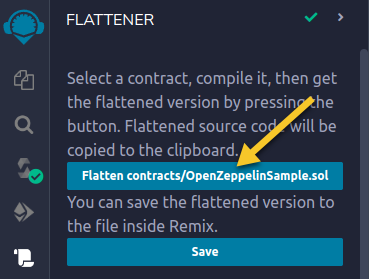 FLATTENER
Select a contract, compile it, then get
the flattened version by pressing the
button. Flattened source code will be
copied to the clipboard.
Flatten contracts/OpenZeppelinSample.sol
You can save the flattened version to
the file inside Remix.
Save